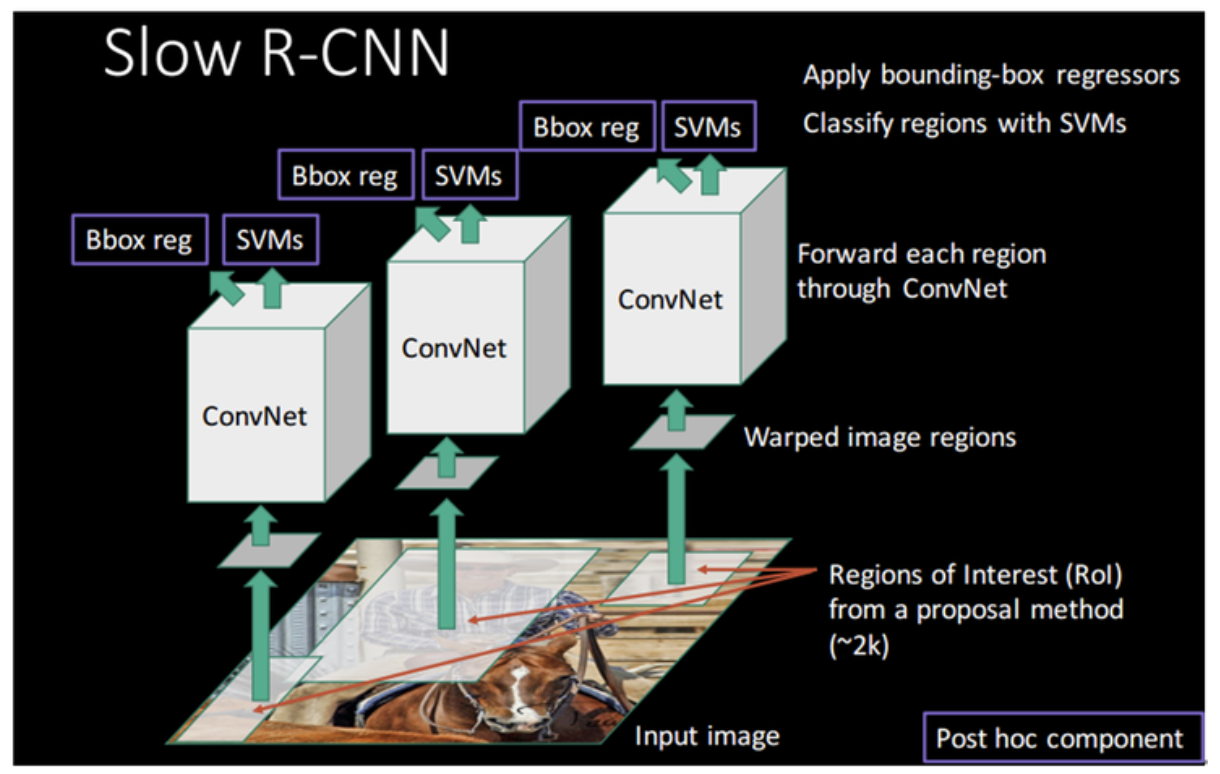 Slow R-CNN
Apply bounding-box regressors
Classify regions with SVMs
Bbox reg
SVMs
Bbox reg
SVMs
Bbox reg
SVMs
Forward each region
through ConvNet
ConvNet
ConvNet
ConvNet
Warped image regions
Regions of Interest (RoI)
from a proposal method
(~2k)
Input image
Post hoc component